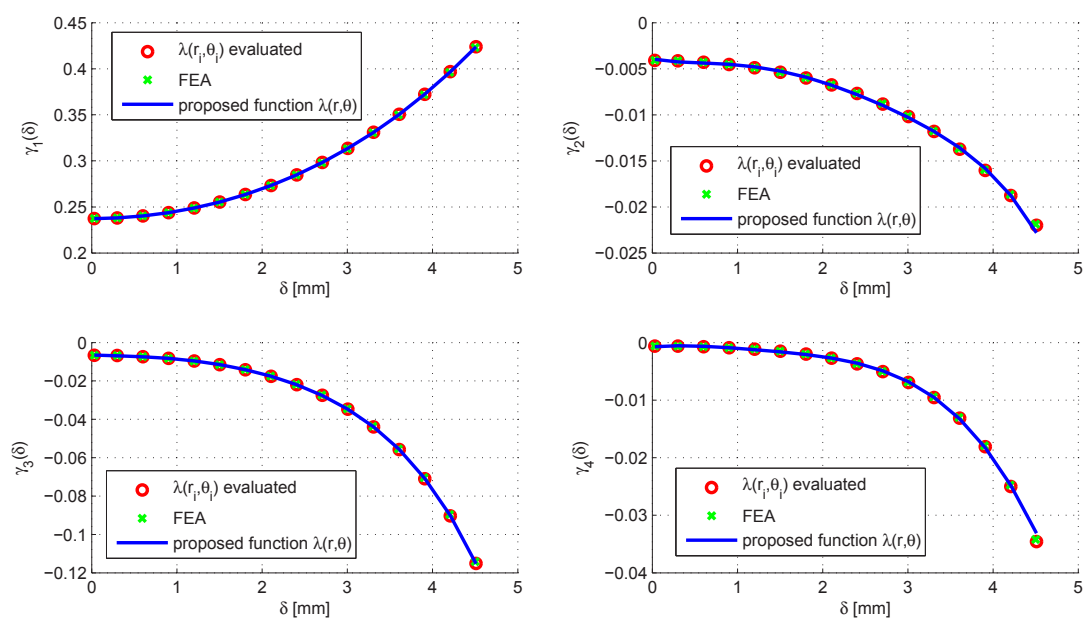 0.45
0.4
0.35
0.3
0.25
0.2
γ1(δ)
λ(ri,θi) evaluated
FEA
proposed function λ(r,θ)
0 1 2 3 4 5
δ [mm]
0
−0.005
−0.01
−0.015
−0.02
−0.025
γ2(δ)
λ(ri,θi) evaluated
FEA
proposed function λ(r,θ)
0 1 2 3 4 5
δ [mm]
0
−0.02
−0.04
−0.06
−0.08
−0.1
−0.12
γ3(δ)
λ(ri,θi) evaluated
FEA
proposed function λ(r,θ)
0 1 2 3 4 5
δ [mm]
0
−0.01
−0.02
−0.03
−0.04
γ4(δ)
λ(ri,θi) evaluated
FEA
proposed function λ(r,θ)
0 1 2 3 4 5
δ [mm]